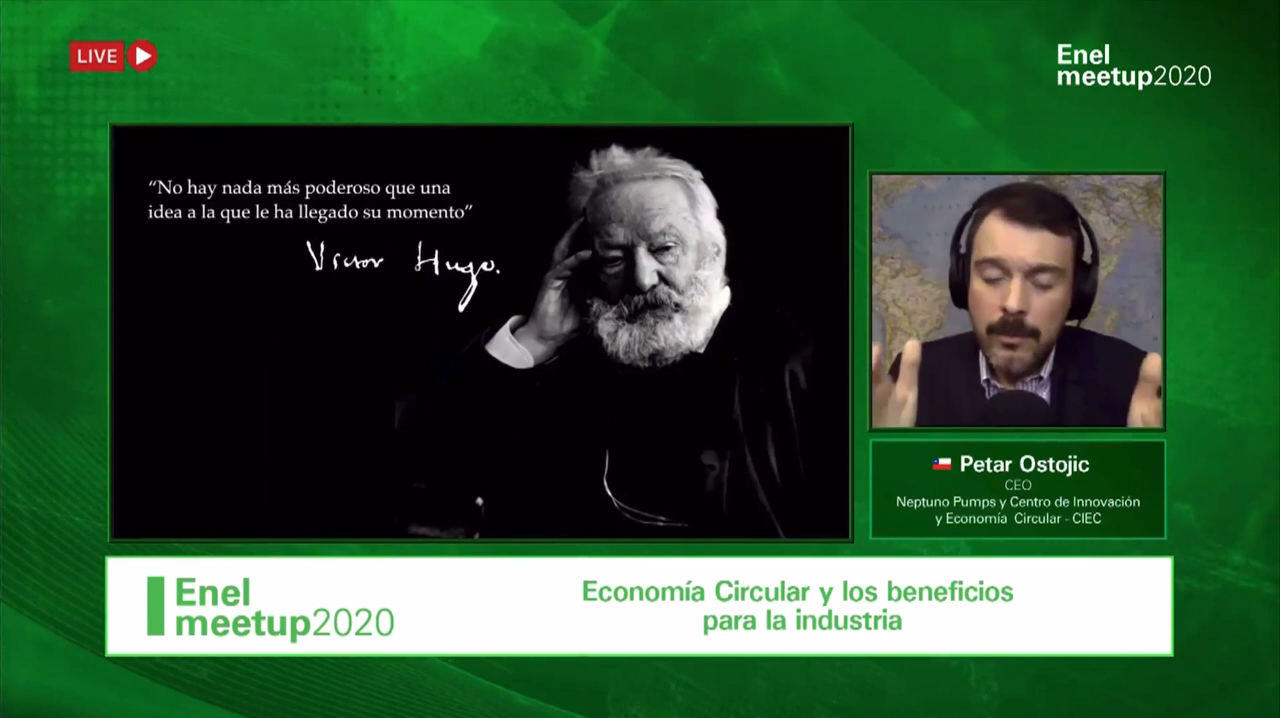 LIVE
Enel
meetup2020
“No hay nada más poderoso que una
idea a la que le ha llegado su momento”
Victor Hugo.
Petar Ostojic
CEO
Neptuno Pumps y Centro de Innovación
y Economía Circular - CIEC
Enel
meetup2020
Economía Circular y los beneficios
para la industria